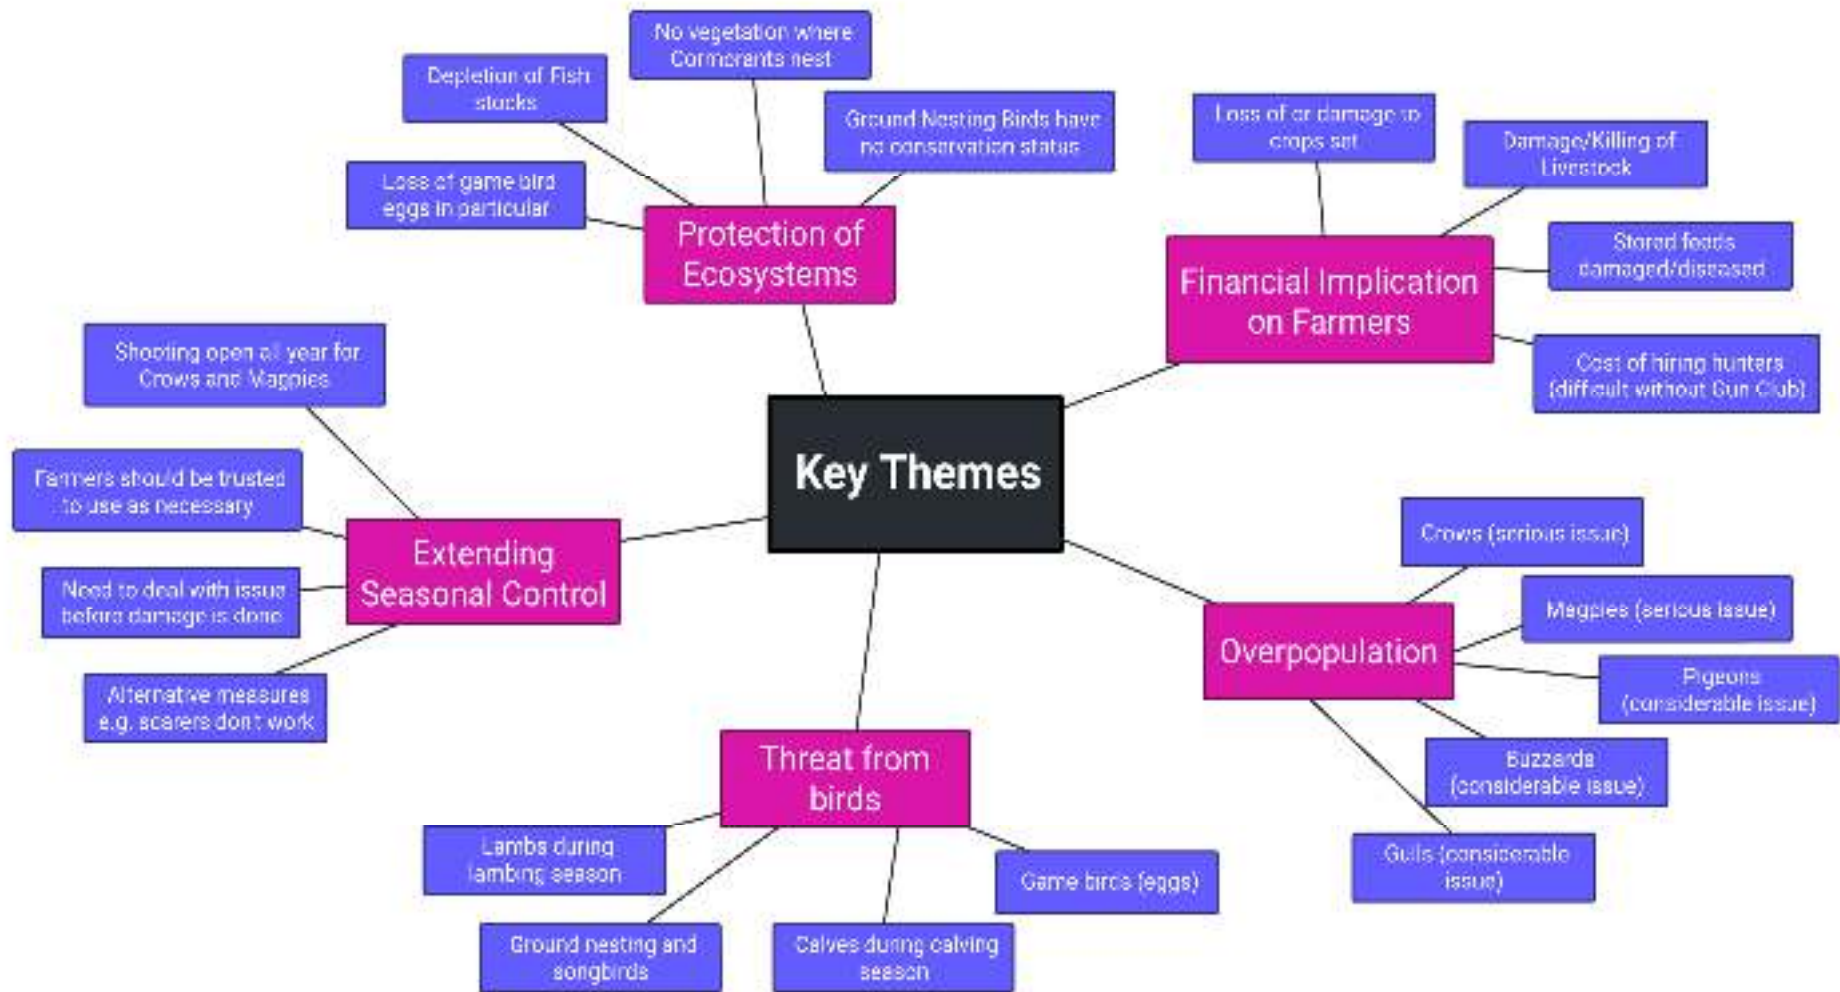 No vegetation where
Cormorants nest
Depletion of Fish
stocks
Ground Nesting Birds have
no conservation status
Loss of game bird
eggs in particular
Protection of
Ecosystems
Loss of or damage to
crops set
Damage/Killing of
Livestock
Stored feeds
damaged/diseased
Financial Implication
on Farmers
Cost of hiring hunters
(difficult without Gun Club)
Shooting open all year for
Crows and Magpies
Farmers should be trusted
to use as necessary
Need to deal with issue
before damage is done
Alternative measures
e.g. scarers don't work
Extending
Seasonal Control
Key Themes
Crows (serious issue)
Magpies (serious issue)
Overpopulation
Pigeons
(considerable issue)
Buzzards
(considerable issue)
Gulls (considerable
issue)
Threat from
birds
Lambs during
lambing season
Game birds (eggs)
Ground nesting and
songbirds
Calves during calving
season